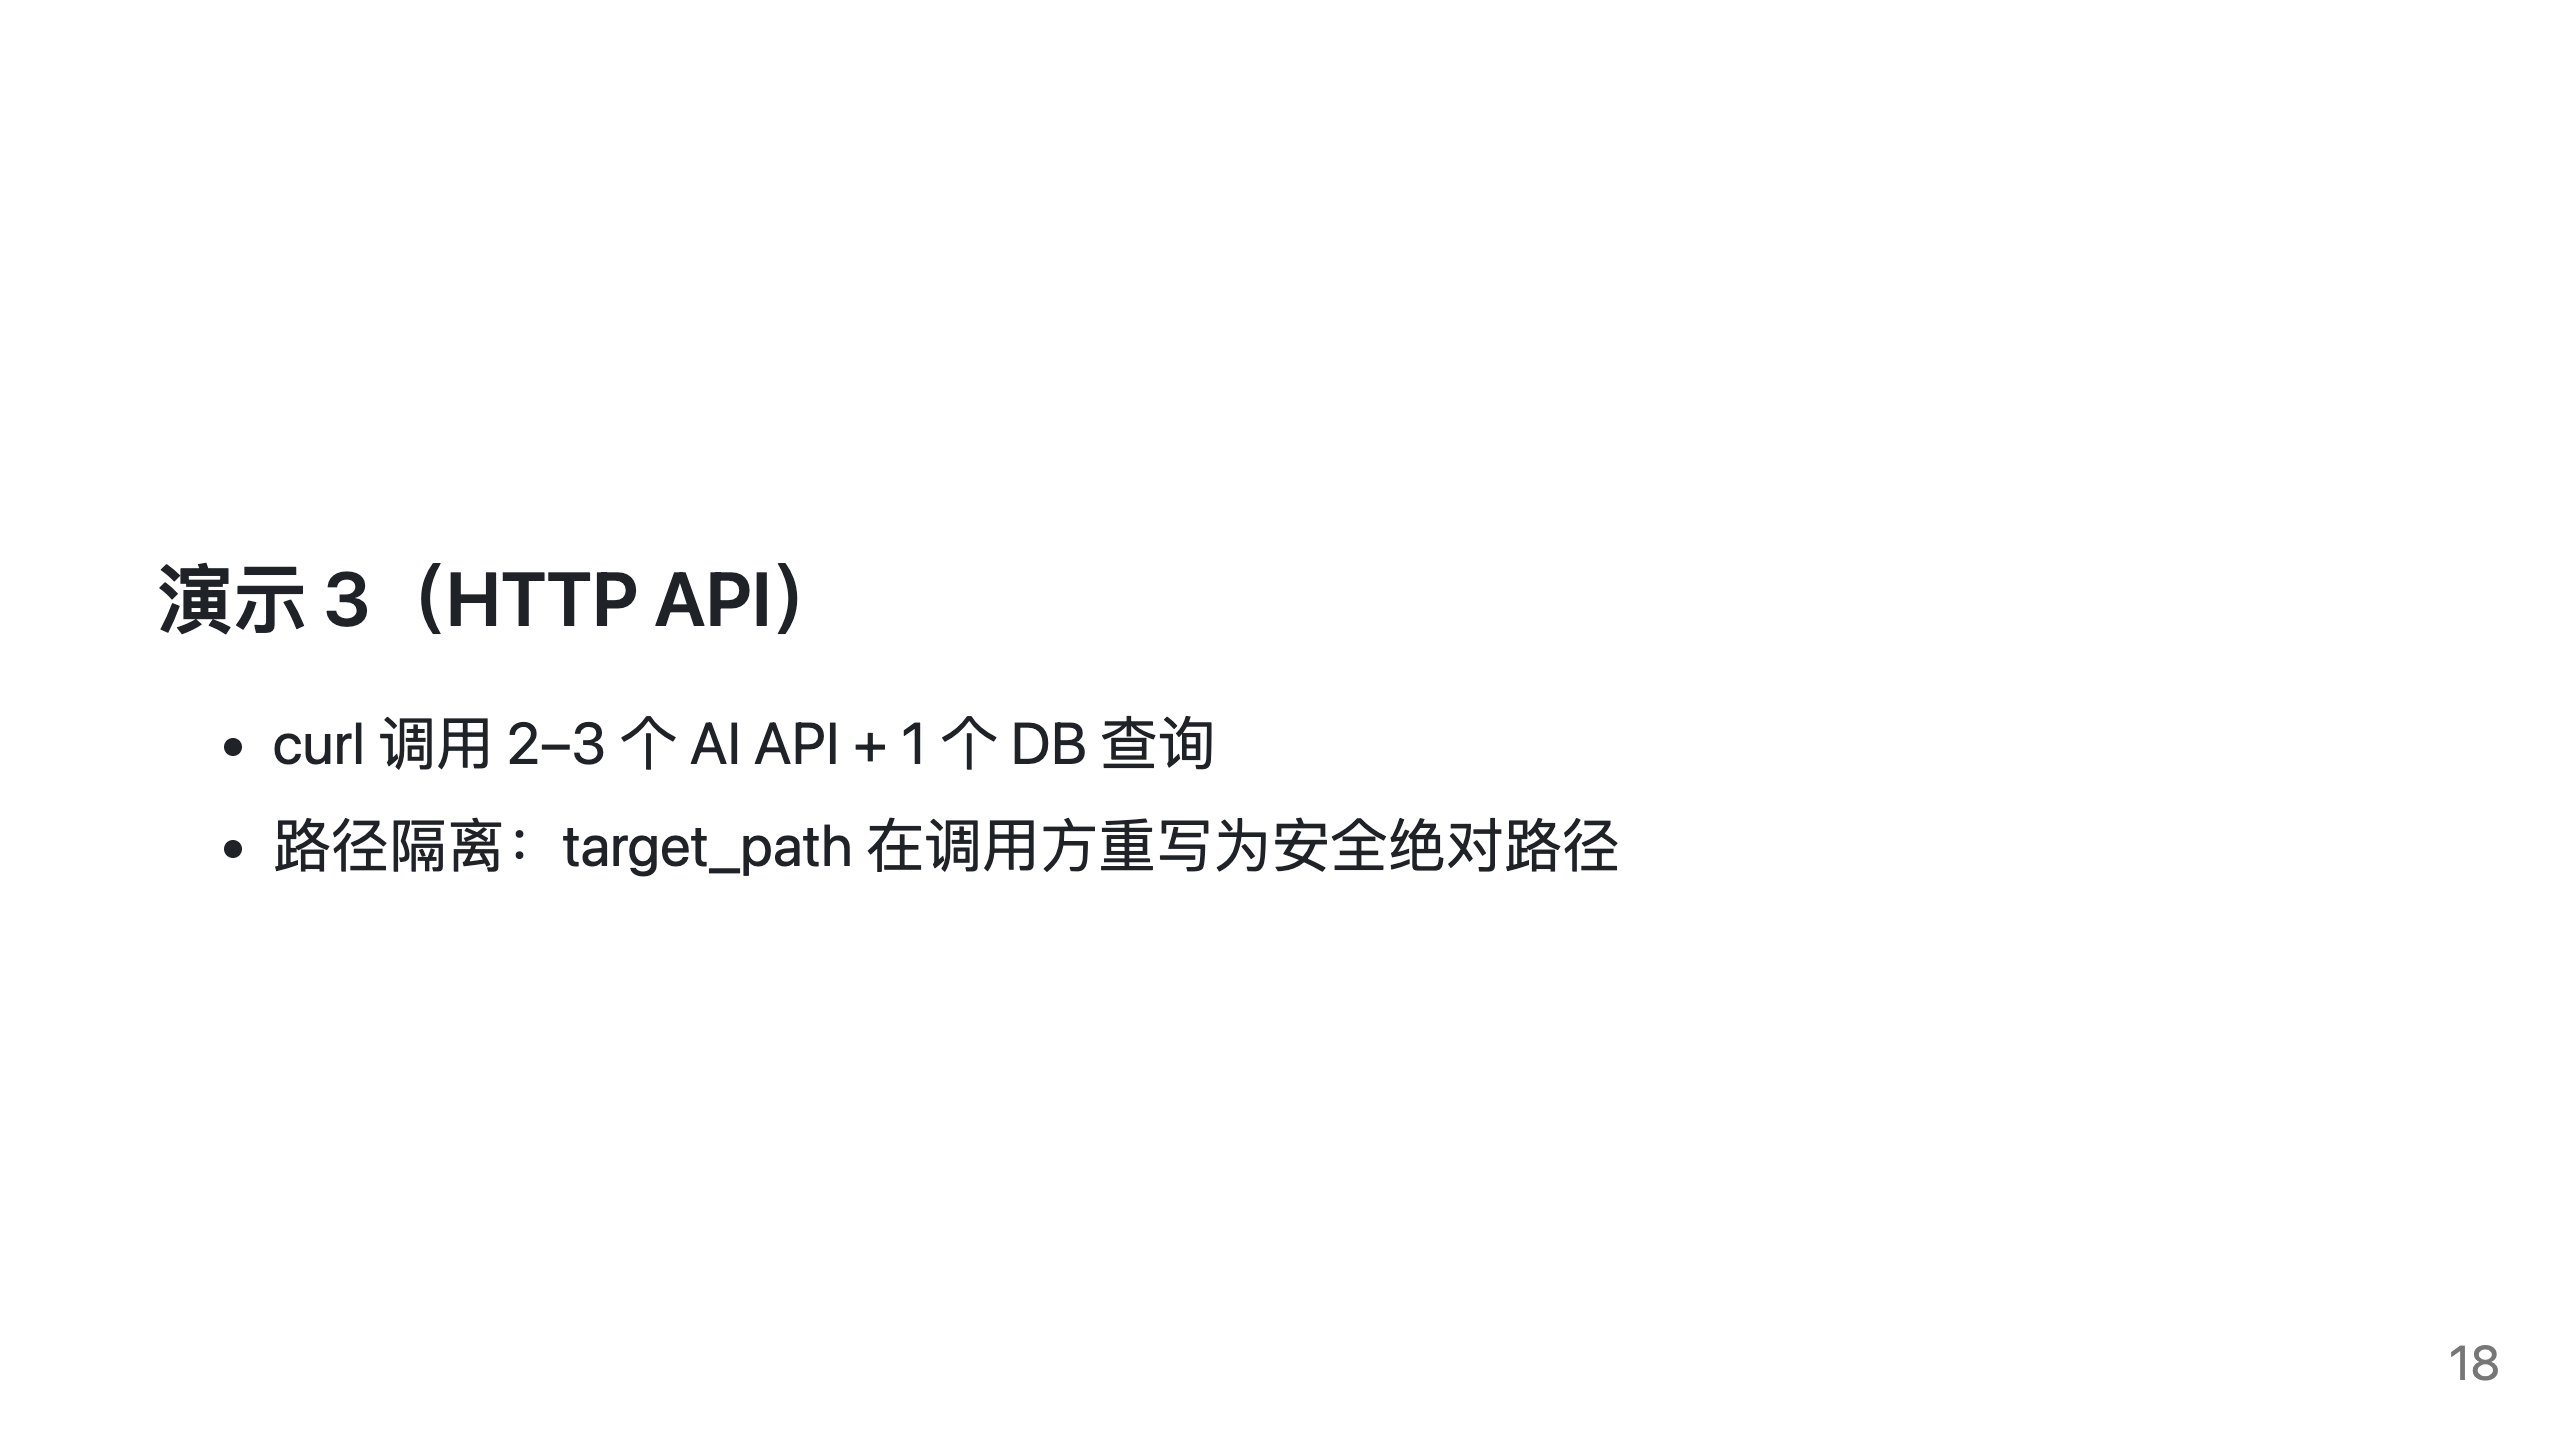 演示 3（HTTP API）
• curl 调用 2–3 个 AI API + 1 个 DB 查询
• 路径隔离：target_path 在调用方重写为安全绝对路径
18